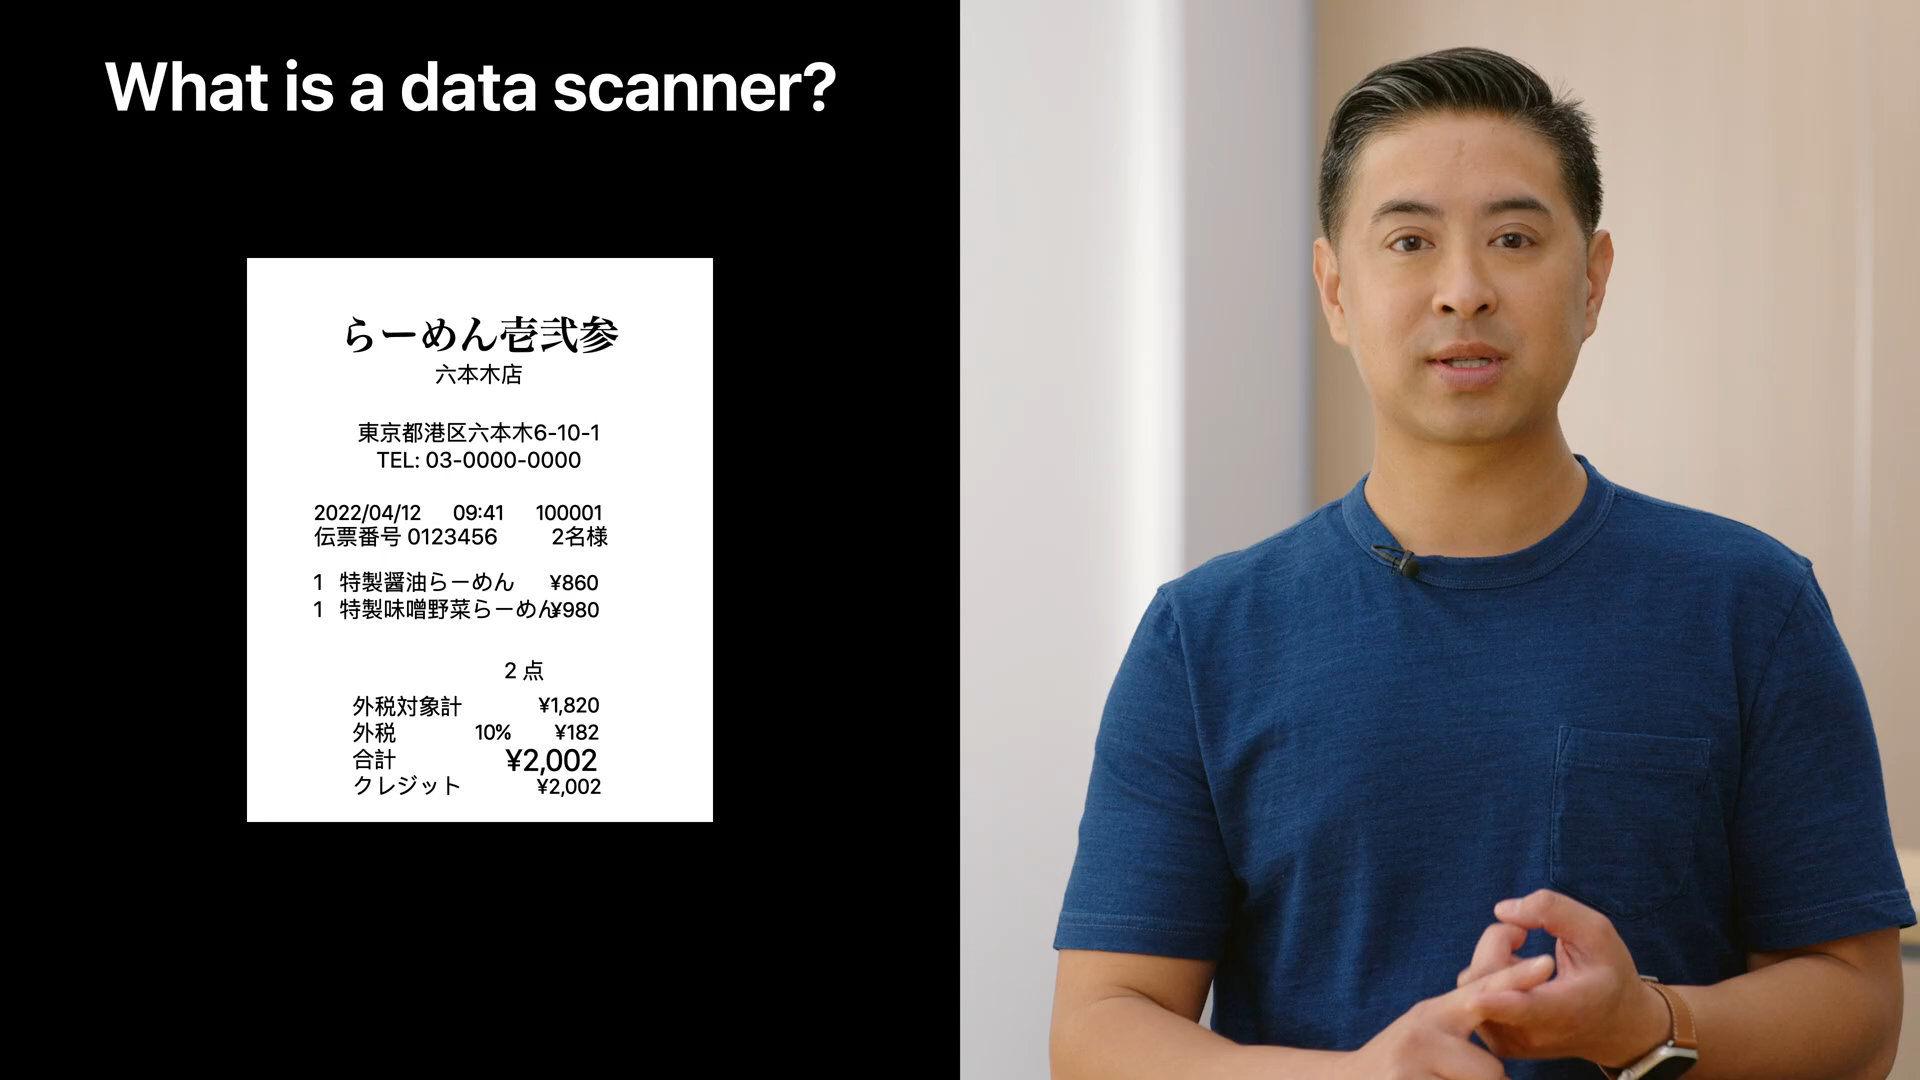 What is a data scanner?
らーめん壱弐参
六本木店
東京都港区六本木6-10-1
TEL: 03-0000-0000
2022/04/12 09:41 100001
伝票番号 0123456 2名様
1 特製醤油らーめん ¥860
1 特製味噌野菜らーめん¥980
2 点
外税対象計 ¥1,820
外税 10% ¥182
合計 ¥2,002
クレジット ¥2,002